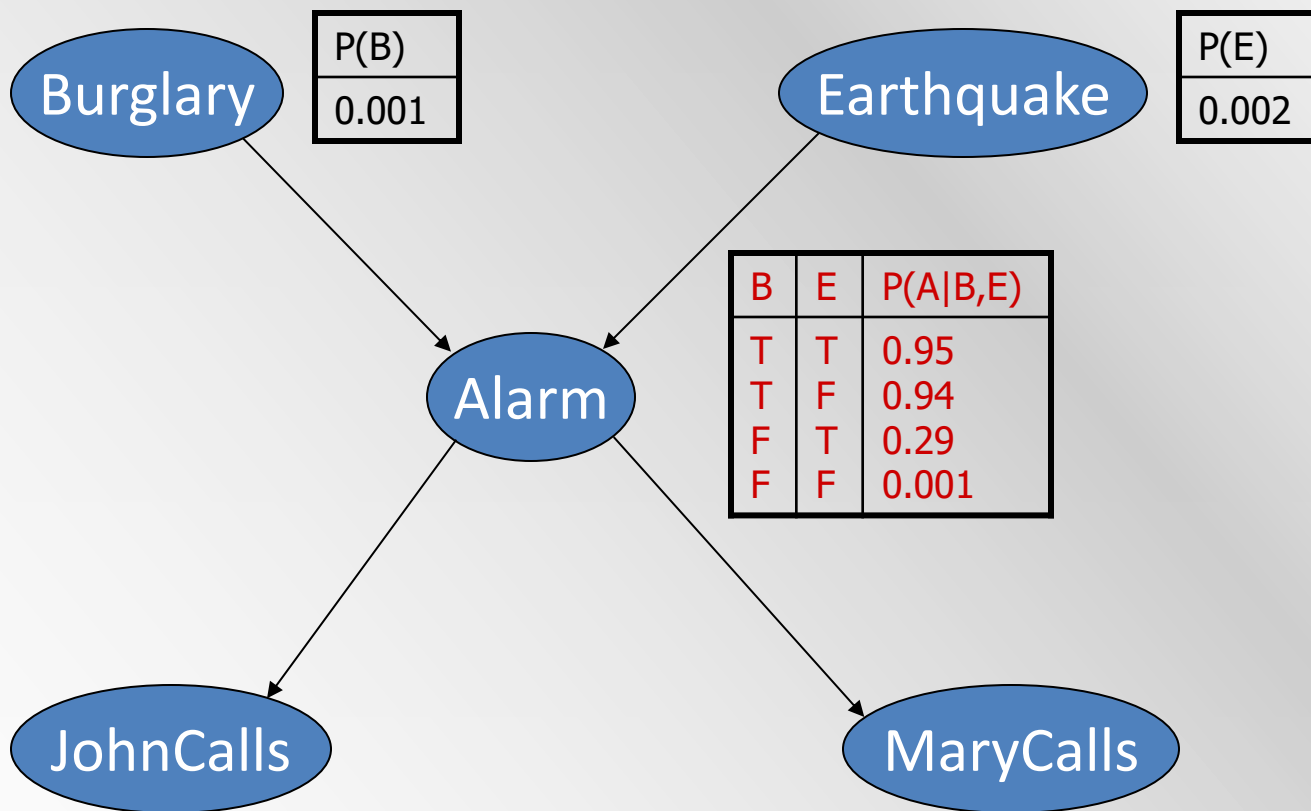 Burglary
P(B)
0.001
Earthquake
P(E)
0.002
B E P(A|B,E)
T T 0.95
T F 0.94
F T 0.29
F F 0.001
Alarm
JohnCalls
MaryCalls